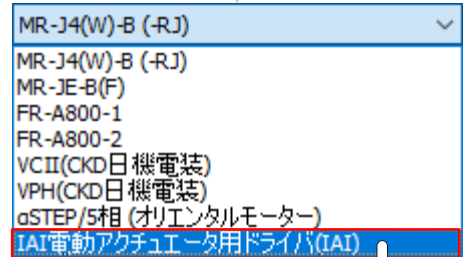 MR-J4(W)-B (-RJ)
MR-J4(W)-B (-RJ)
MR-JE-B(F)
FR-A800-1
FR-A800-2
VCII(CKD日機電装)
VPH(CKD日機電装)
αSTEP/5相 (オリエンタルモーター)
IAI電動アクチュエータ用ドライバ(IAI)